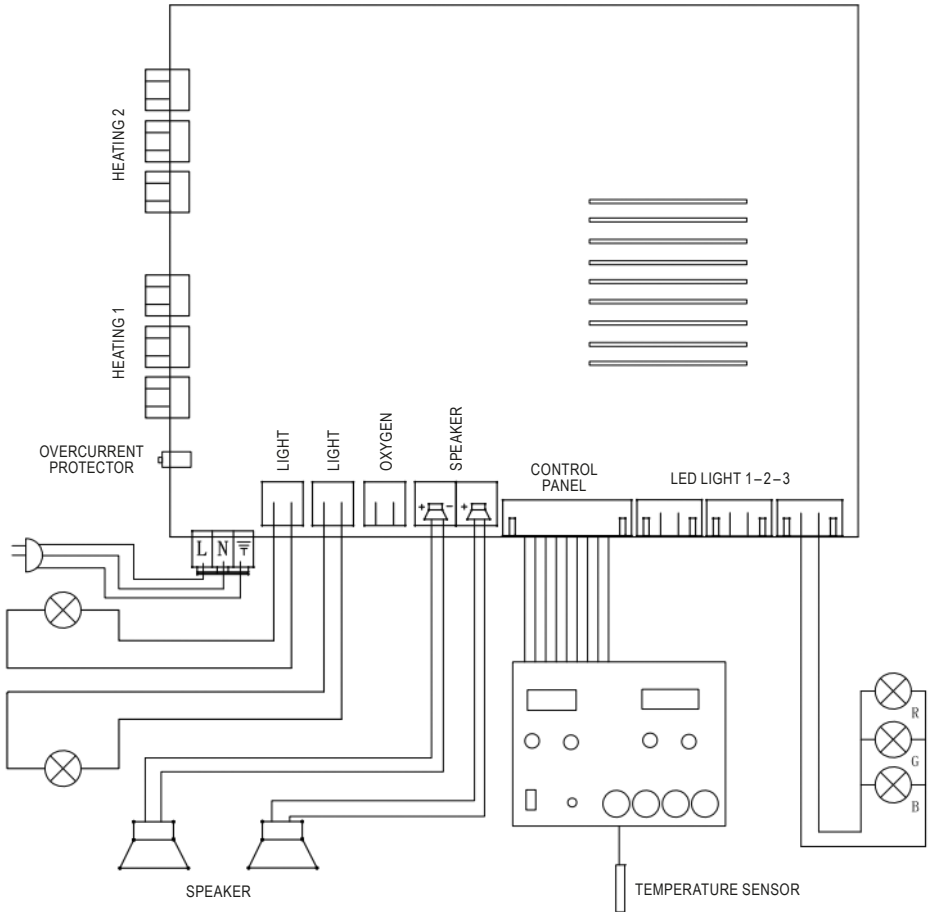 HEATING 2
HEATING 1
OVERCURRENT
PROTECTOR
LIGHT
LIGHT
OXYGEN
SPEAKER
CONTROL
PANEL
LED LIGHT 1–2–3
+ -
+
L N
R
G
B
SPEAKER
TEMPERATURE SENSOR